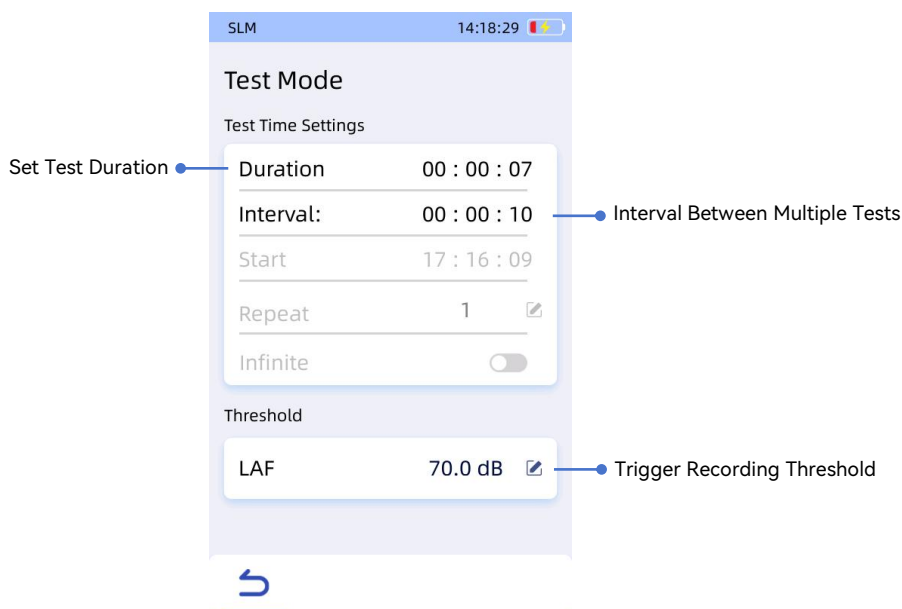 SLM 14:18:29
Test Mode
Test Time Settings
Set Test Duration
Duration 00 : 00 : 07
Interval: 00 : 00 : 10
Interval Between Multiple Tests
Start 17 : 16 : 09
Repeat 1
Infinite
Threshold
LAF 70.0 dB
Trigger Recording Threshold